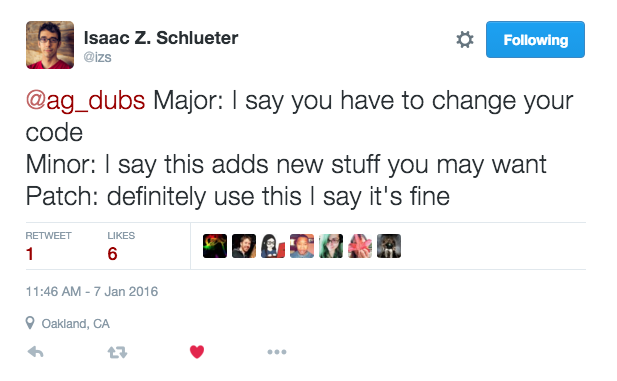 Isaac Z. Schlueter
@izs
Following
@ag_dubs Major: I say you have to change your
code
Minor: I say this adds new stuff you may want
Patch: definitely use this I say it's fine
RETWEET
1
LIKES
6
11:46 AM - 7 Jan 2016
Oakland, CA